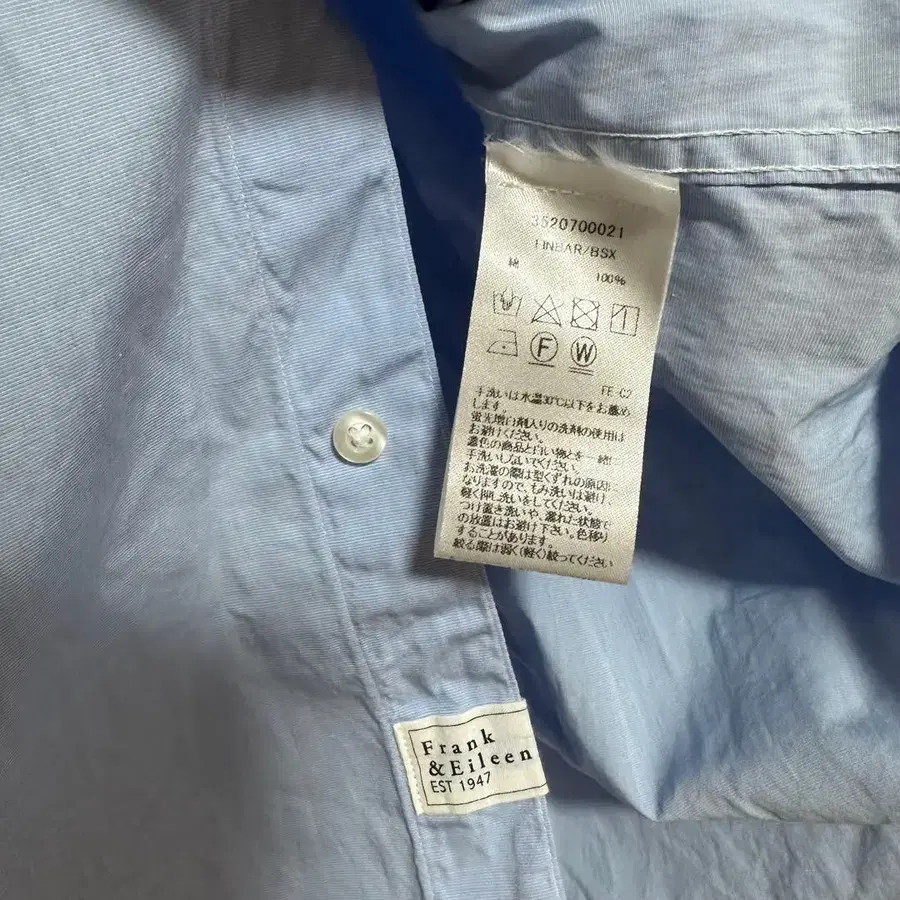 3520700021
FINBAR/BSX
綿 100%
F W
FE-C2
手洗いは水温30℃以下をお薦め
します。
蛍光増白剤入りの洗剤の使用は
お避けください。
濃色の商品と白い物とを一緒に
手洗いしないでください。
お洗濯の際は型くずれの原因に
なりますので、もみ洗いは避け、
軽く押し洗いをしてください。
つけ置き洗いや、濡れた状態で
の放置はお避け下さい。色移り
することがあります。
絞る際は弱く(軽く)絞ってください
Frank
&Eileen
EST 1947